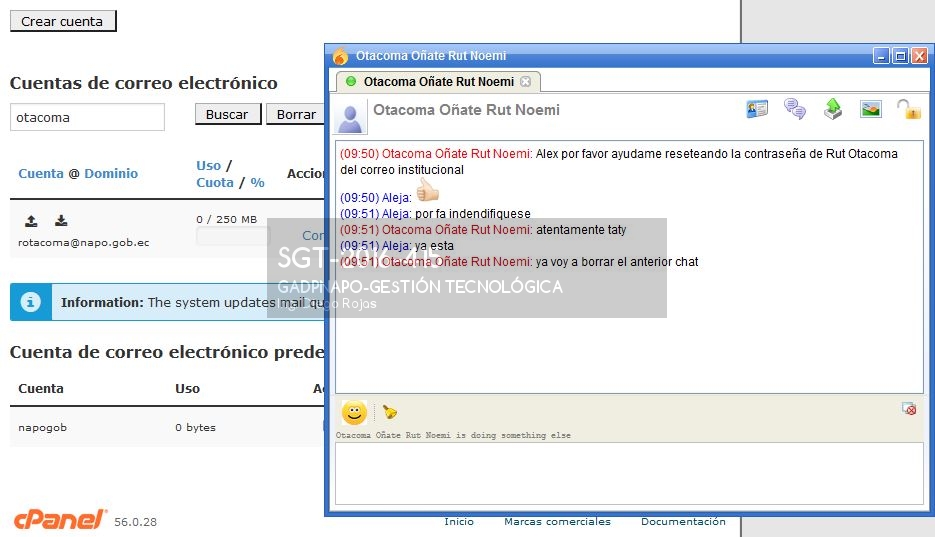 Crear cuenta
Cuentas de correo electrónico
otacoma
Buscar
Borrar
Cuenta @ Dominio
Uso /
Cuota / %
Accion
0 / 250 MB
rotacoma@napo.gob.ec
Con
Information: The system updates mail qu
Cuenta de correo electrónico prede
Cuenta
Uso
napogob
0 bytes
cPanel 56.0.28
Inicio
Marcas comerciales
Documentación
Otacoma Oñate Rut Noemi
Otacoma Oñate Rut Noemi
Otacoma Oñate Rut Noemi
(09:50) Otacoma Oñate Rut Noemi: Alex por favor ayudame reseteando la contraseña de Rut Otacoma
del correo institucional
(09:50) Aleja:
(09:51) Aleja: por fa indendifiquese
(09:51) Otacoma Oñate Rut Noemi: atentamente taty
(09:51) Aleja: ya esta
(09:51) Otacoma Oñate Rut Noemi: ya voy a borrar el anterior chat
SGT-2016-415
GADPNAPO-GESTIÓN TECNOLÓGICA
Rojas
Otacoma Oñate Rut Noemi is doing something else